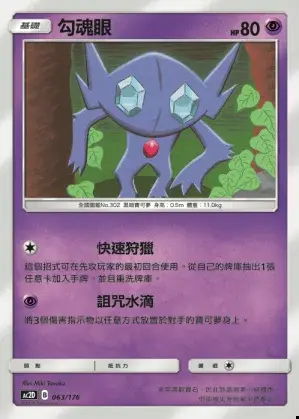 基礎 勾魂眼 HP80
全國圖鑑No.302 黑暗寶可夢 身高：0.5m 體重：11.0kg
快速狩獵
這個招式可在先攻玩家的最初回合使用。從自己的牌庫抽出1張
任意卡加入手牌。並且重洗牌庫。
詛咒水滴
將3個傷害指示物以任意方式放置於對手的寶可夢身上。
弱點 抵抗力 撤退
Illus. Miki Tanaka
AC2D D 063/176